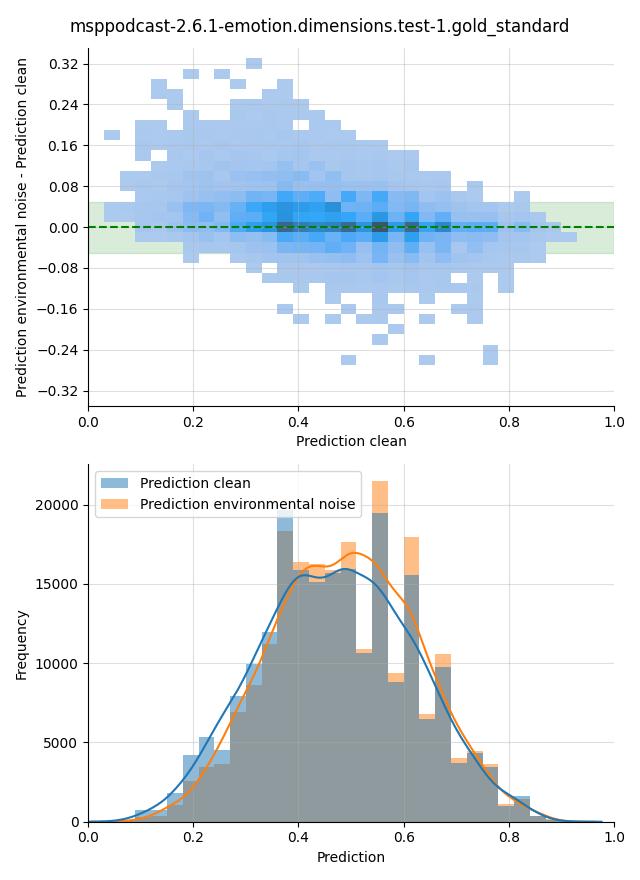 msppodcast-2.6.1-emotion.dimensions.test-1.gold_standard
Prediction environmental noise - Prediction clean
0.32
0.24
0.16
0.08
0.00
−0.08
−0.16
−0.24
−0.32
0.0 0.2 0.4 0.6 0.8 1.0
Prediction clean
Prediction clean
Prediction environmental noise
Frequency
20000
15000
10000
5000
0
0.0 0.2 0.4 0.6 0.8 1.0
Prediction